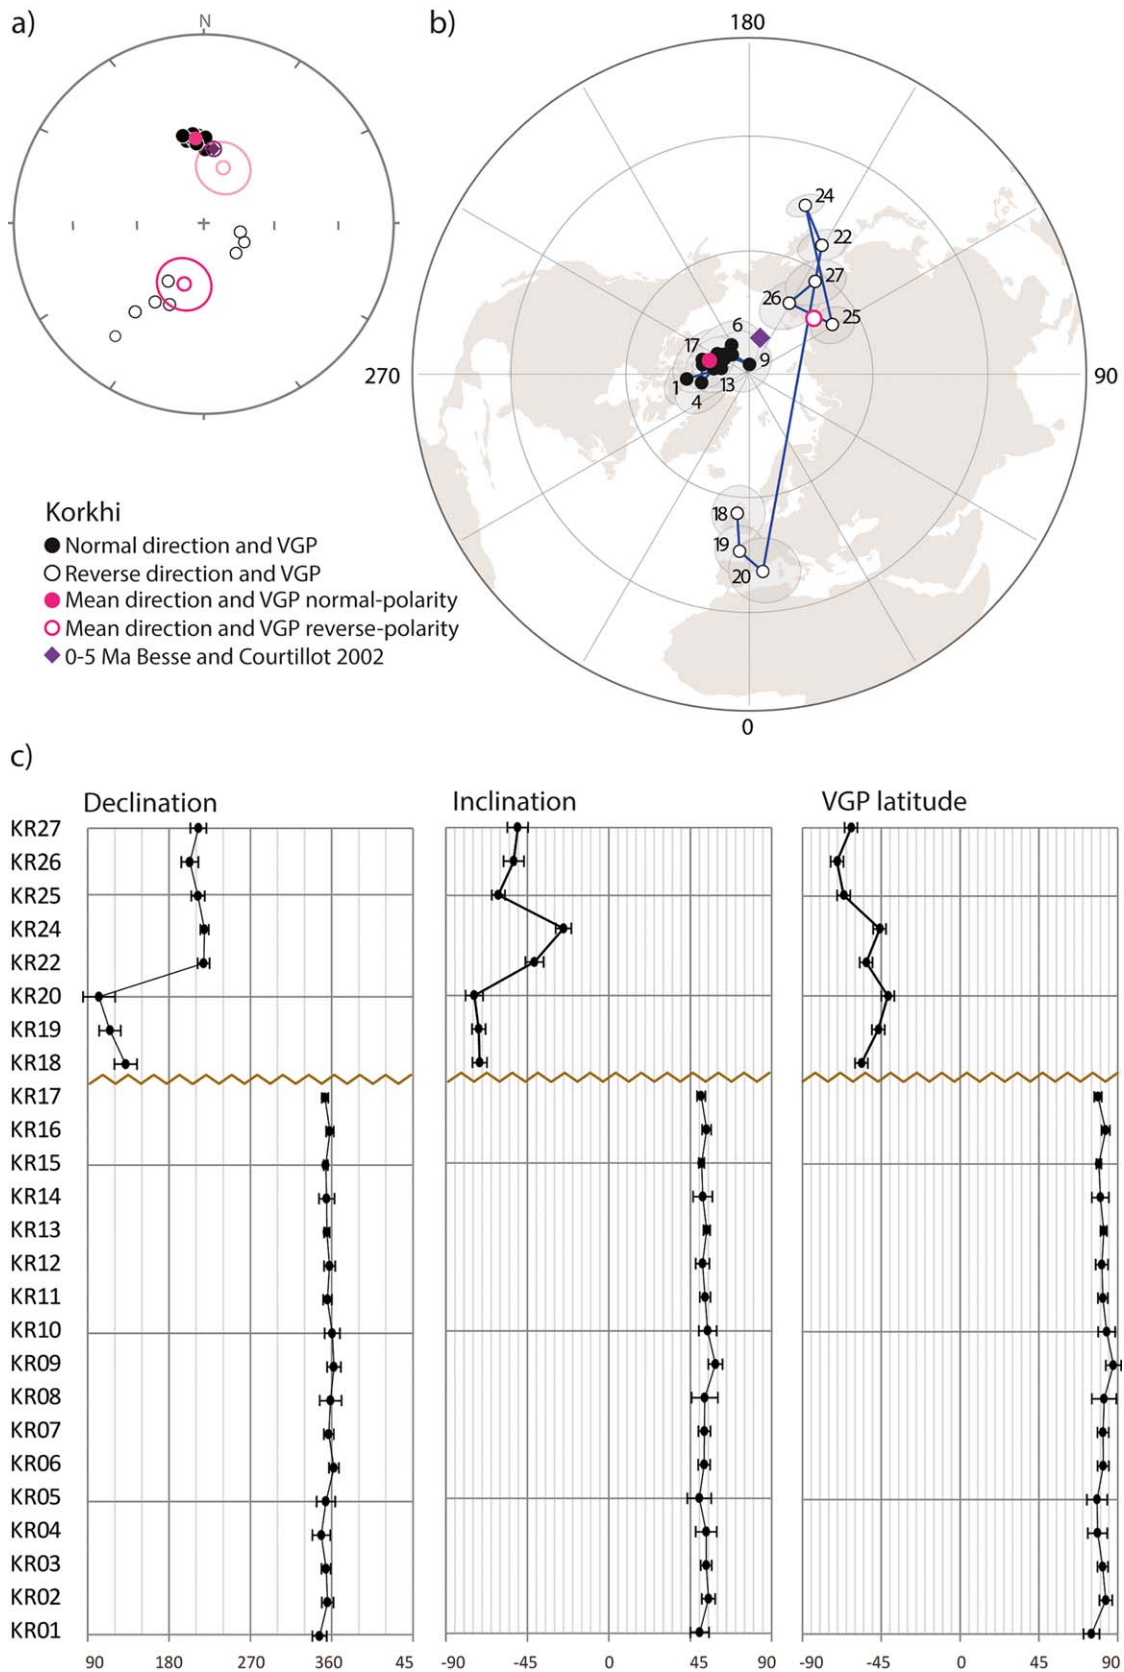 a)
N
b)
180
270
90
0
24
22
27
26
25
6
17
9
13
1
4
18
19
20
Korkhi
Normal direction and VGP
Reverse direction and VGP
Mean direction and VGP normal-polarity
Mean direction and VGP reverse-polarity
0-5 Ma Besse and Courtillot 2002
c)
Declination
Inclination
VGP latitude
KR27
KR26
KR25
KR24
KR22
KR20
KR19
KR18
KR17
KR16
KR15
KR14
KR13
KR12
KR11
KR10
KR09
KR08
KR07
KR06
KR05
KR04
KR03
KR02
KR01
90 180 270 360 45
-90 -45 0 45 90
-90 -45 0 45 90